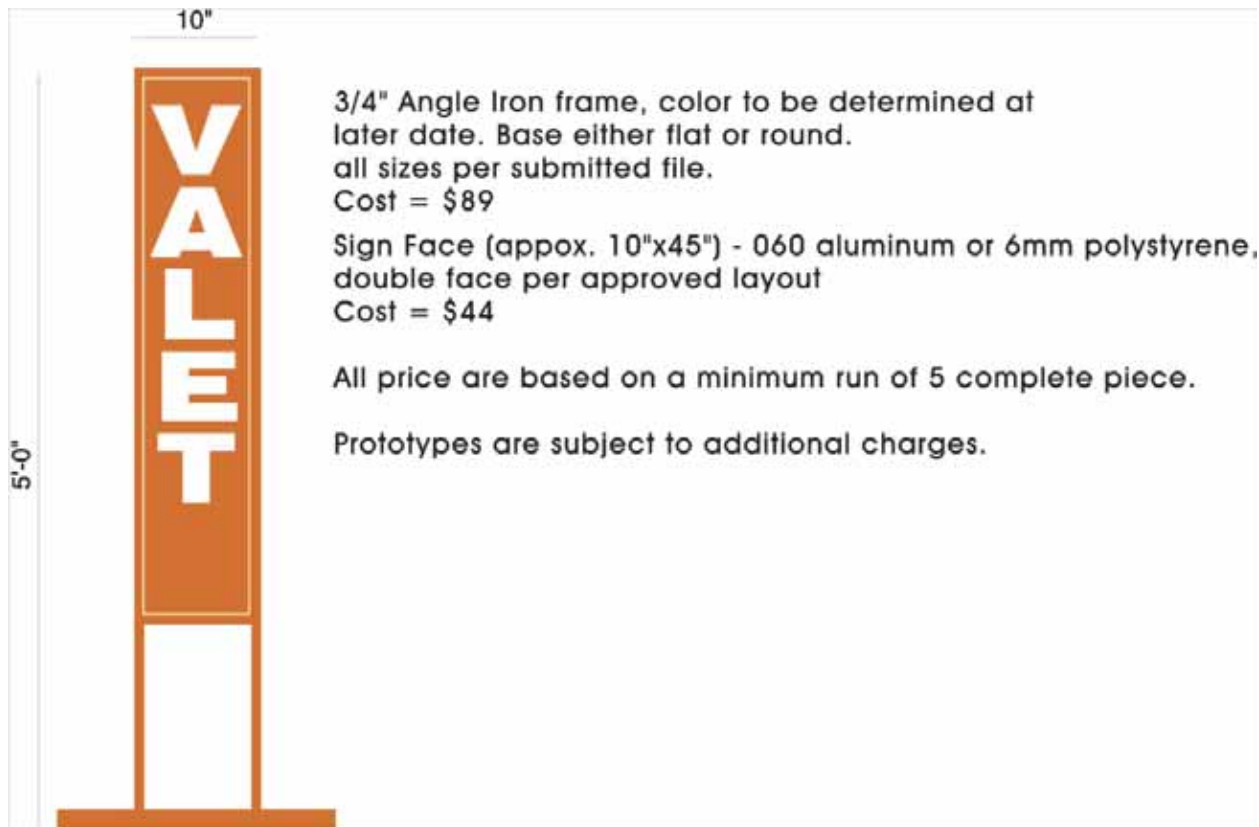 10"
VALET
5'-0"
3/4" Angle Iron frame, color to be determined at
later date. Base either flat or round.
all sizes per submitted file.
Cost = $89
Sign Face (appox. 10"x45") - 060 aluminum or 6mm polystyrene,
double face per approved layout
Cost = $44
All price are based on a minimum run of 5 complete piece.
Prototypes are subject to additional charges.